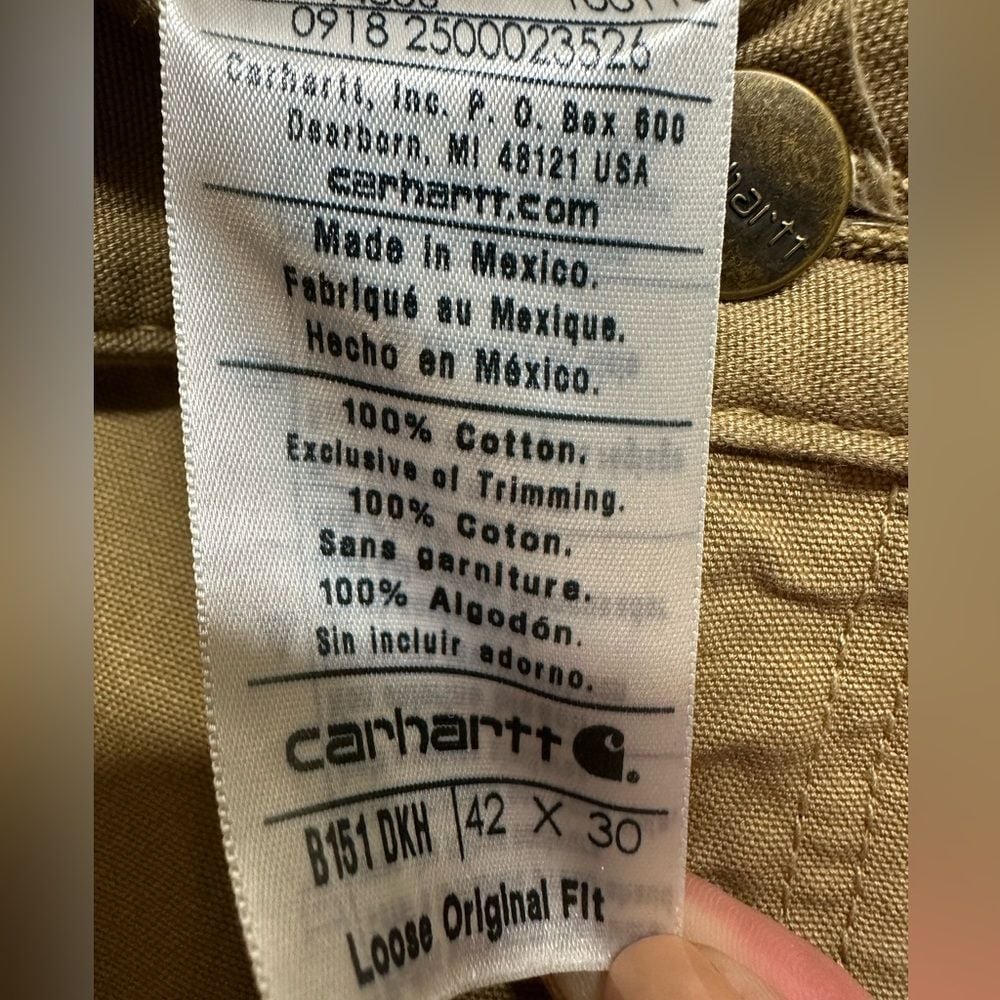 0918 2500023526
Carhartt, Inc. P. O. Box 600
Dearborn, MI 48121 USA
carhartt.com
Made in Mexico.
Fabriqué au Mexique.
Hecho en México.
100% Cotton.
Exclusive of Trimming.
100% Coton.
Sans garniture.
100% Algodón.
Sin incluir adorno.
carhartt
B151 DKH 42 X 30
Loose Original Fit
hartt